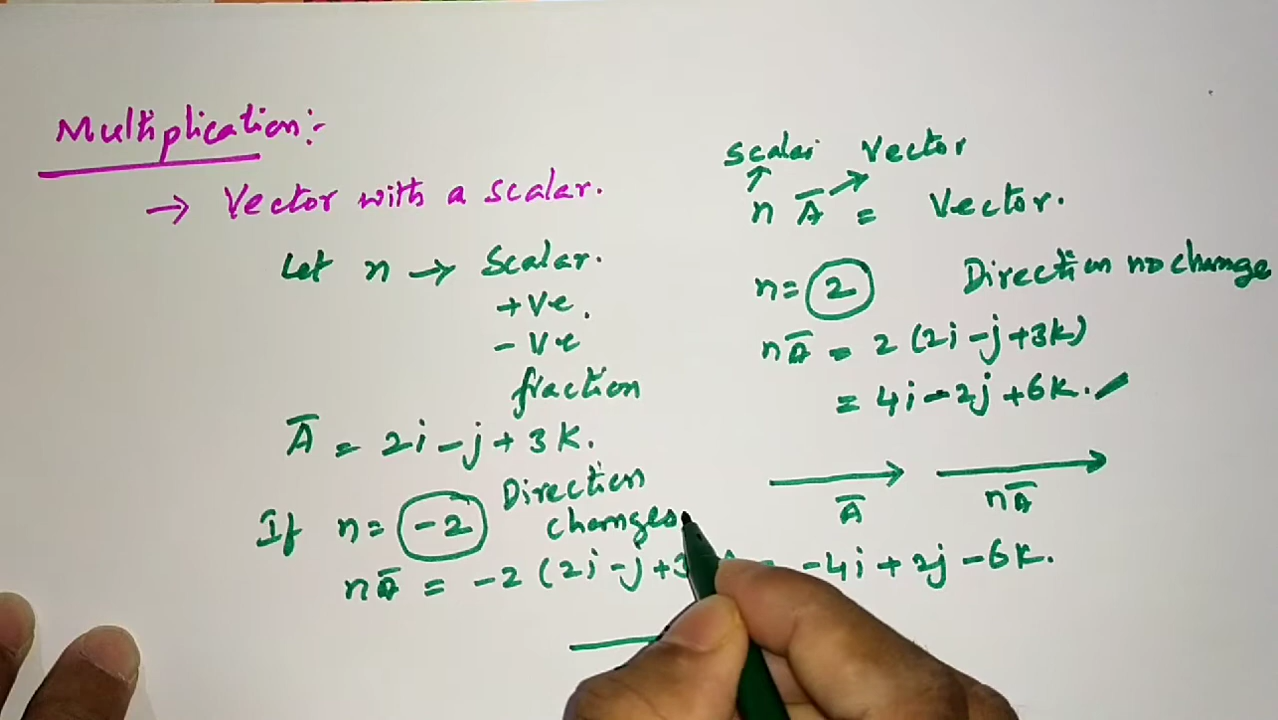 Multiplication:-
→ Vector with a scalar.
Let n → Scalar.
+ve.
-ve
fraction
A̅ = 2i - j + 3k.
If n = -2 Direction
changes
nA̅ = -2 (2i - j + 3 = -4i + 2j - 6k.
scalar vector
n A̅ = vector.
n = 2 Direction no change
nA̅ = 2 (2i - j + 3k)
= 4i - 2j + 6k.
A̅ nA̅